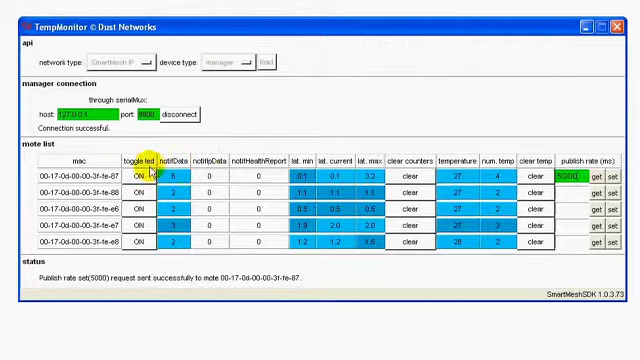 TempMonitor © Dust Networks
api
network type: SmartMesh IP device type: manager load
manager connection
through serialMux:
host: 127.0.0.1 port: 9900 disconnect
Connection successful.
mote list
mac toggle led notifData notifIpData notifHealthReport lat. min lat. current lat. max clear counters temperature num. temp clear temp publish rate (ms)
00-17-0d-00-00-3f-fe-87 ON 6 0 0 0.1 0.1 3.2 clear 27 4 clear 5000 get set
00-17-0d-00-00-3f-fe-88 ON 2 0 0 1.1 1.1 1.1 clear 27 2 clear get set
00-17-0d-00-00-3f-fe-e6 ON 2 0 0 0.5 0.5 0.5 clear 27 2 clear get set
00-17-0d-00-00-3f-fe-e7 ON 3 0 0 1.9 2.0 2.0 clear 27 3 clear get set
00-17-0d-00-00-3f-fe-e8 ON 2 0 0 1.2 1.2 1.5 clear 28 2 clear get set
status
Publish rate set(5000) request sent successfully to mote 00-17-0d-00-00-3f-fe-87.
SmartMeshSDK 1.0.3.73